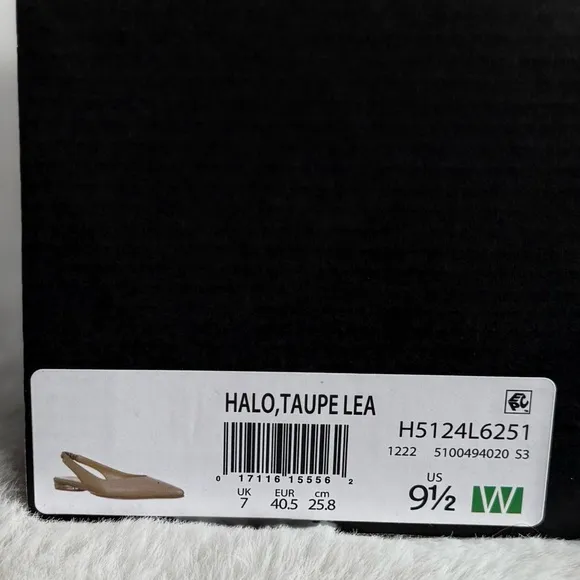 HALO,TAUPE LEA
H5124L6251
1222 5100494020 S3
0 17116 15556 2
UK EUR cm US
7 40.5 25.8 9½ W